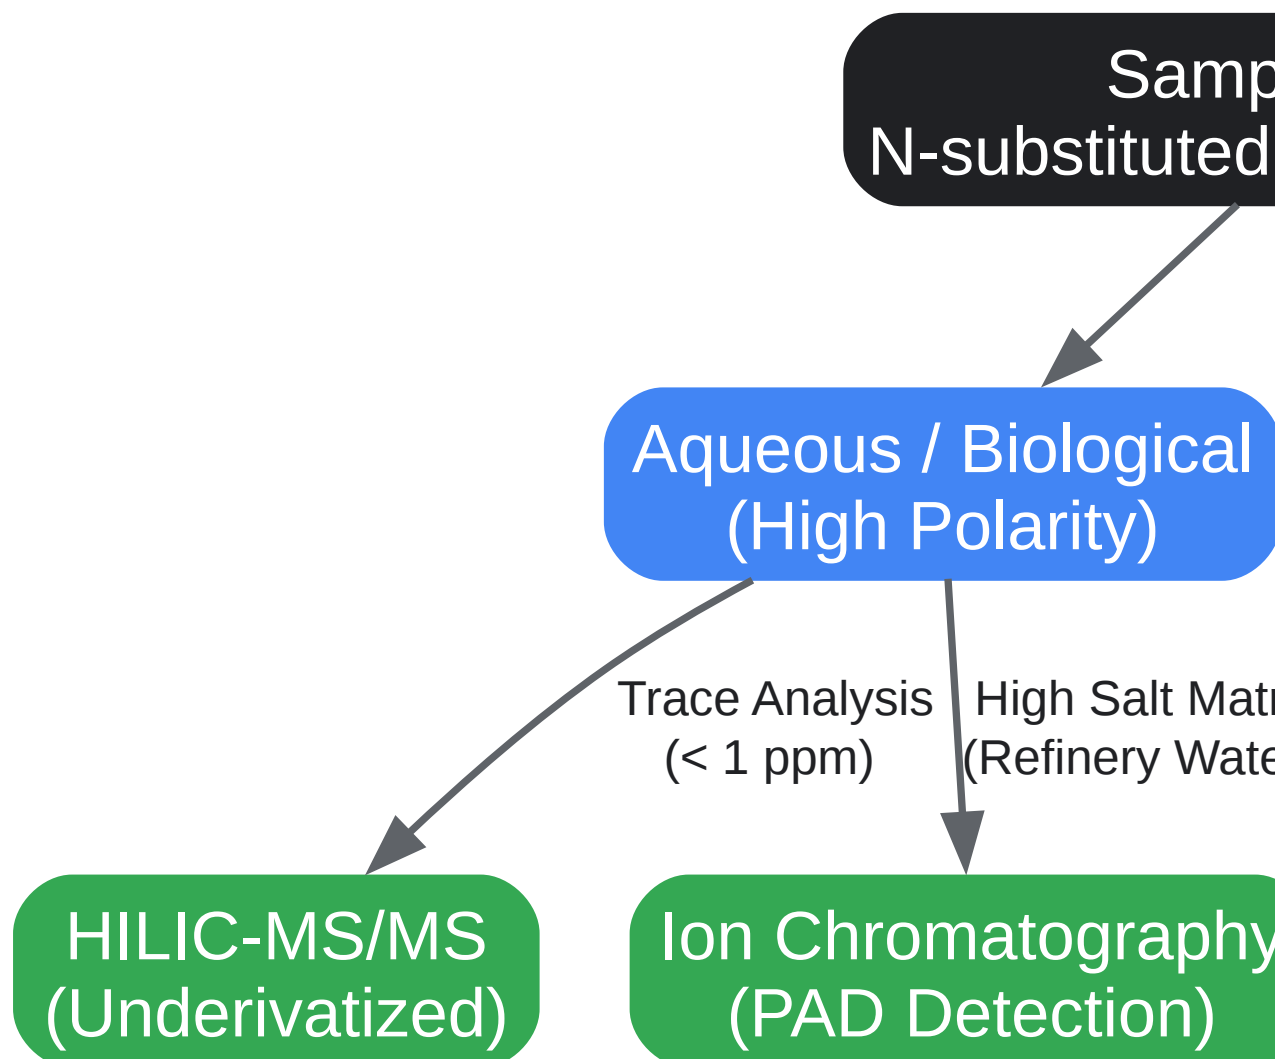 Samp
N-substituted
Aqueous / Biological
(High Polarity)
Trace Analysis
(< 1 ppm)
High Salt Matr
(Refinery Wate
HILIC-MS/MS
(Underivatized)
Ion Chromatography
(PAD Detection)